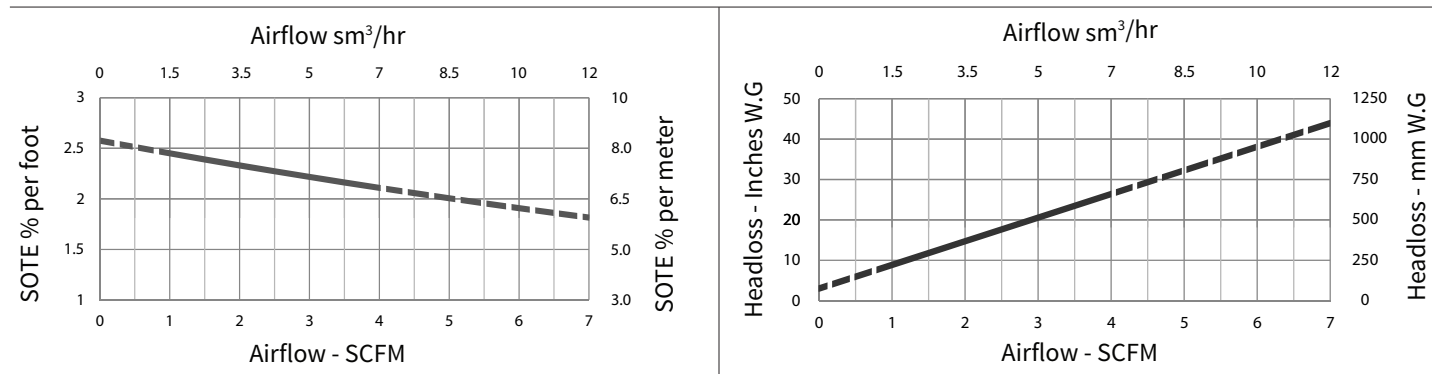 Airflow sm³/hr
0 1.5 3.5 5 7 8.5 10 12
SOTE % per foot
3
2.5
2
1.5
1
10
8.0
6.5
5.0
3.0
SOTE % per meter
0 1 2 3 4 5 6 7
Airflow - SCFM
Airflow sm³/hr
0 1.5 3.5 5 7 8.5 10 12
Headloss - Inches W.G
50
40
30
20
10
0
1250
1000
750
500
250
0
Headloss - mm W.G
0 1 2 3 4 5 6 7
Airflow - SCFM